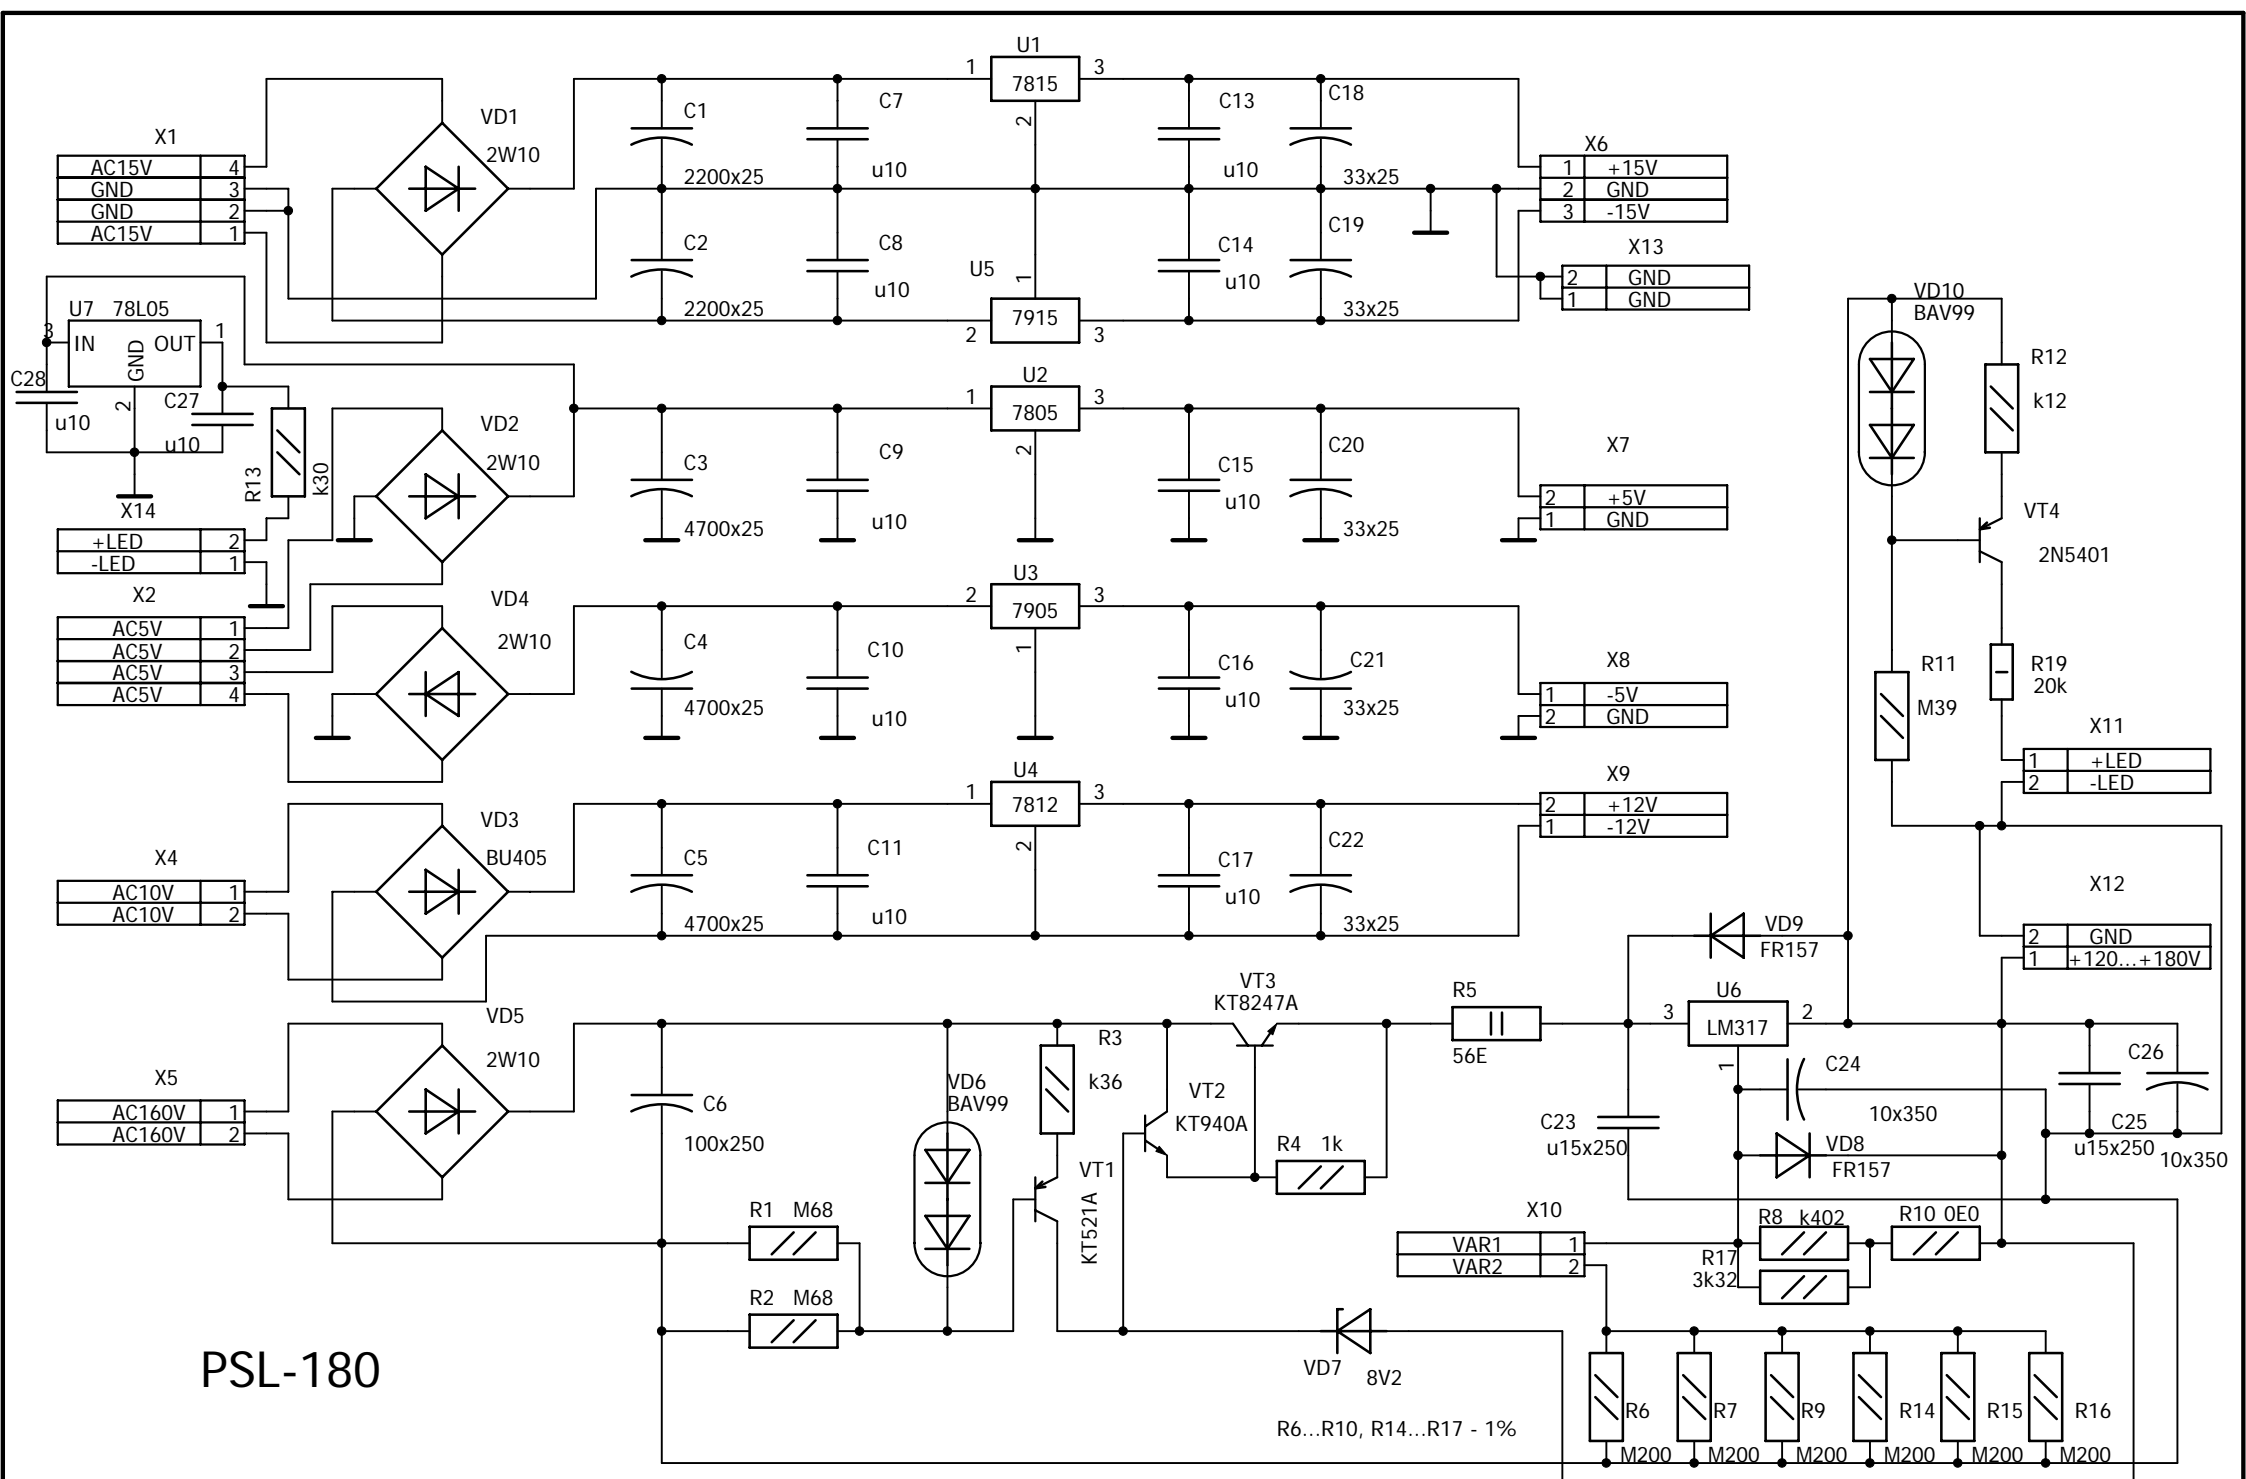 X1
AC15V 4
GND 3
GND 2
AC15V 1
VD1
2W10
C1
2200x25
C2
2200x25
C7
u10
C8
u10
U1
1 7815 3
2
U5
1
2 7915 3
C13
u10
C14
u10
C18
33x25
C19
33x25
X6
1 +15V
2 GND
3 -15V
X13
2 GND
1 GND
U7 78L05
3 IN OUT 1
GND
2
C28
u10
C27
u10
R13
k30
X14
+LED 2
-LED 1
X2
AC5V 1
AC5V 2
AC5V 3
AC5V 4
VD2
2W10
C3
4700x25
C9
u10
U2
1 7805 3
2
C15
u10
C20
33x25
X7
2 +5V
1 GND
VD4
2W10
C4
4700x25
C10
u10
U3
2 7905 3
1
C16
u10
C21
33x25
X8
1 -5V
2 GND
X4
AC10V 1
AC10V 2
VD3
BU405
C5
4700x25
C11
u10
U4
1 7812 3
2
C17
u10
C22
33x25
X9
2 +12V
1 -12V
VD10
BAV99
R12
k12
VT4
2N5401
R11
M39
R19
20k
X11
1 +LED
2 -LED
X12
2 GND
1 +120...+180V
X5
AC160V 1
AC160V 2
VD5
2W10
C6
100x250
R1 M68
R2 M68
VD6
BAV99
R3
k36
VT1
KT521A
VT2
KT940A
VT3
KT8247A
R4 1k
R5
56E
VD9
FR157
U6
3 LM317 2
1
C23
u15x250
C24
10x350
VD8
FR157
C25
u15x250
C26
10x350
X10
VAR1 1
VAR2 2
R8 k402
R10 0E0
R17
3k32
VD7 8V2
R6
M200
R7
M200
R9
M200
R14
M200
R15
M200
R16
M200
R6...R10, R14...R17 - 1%
PSL-180